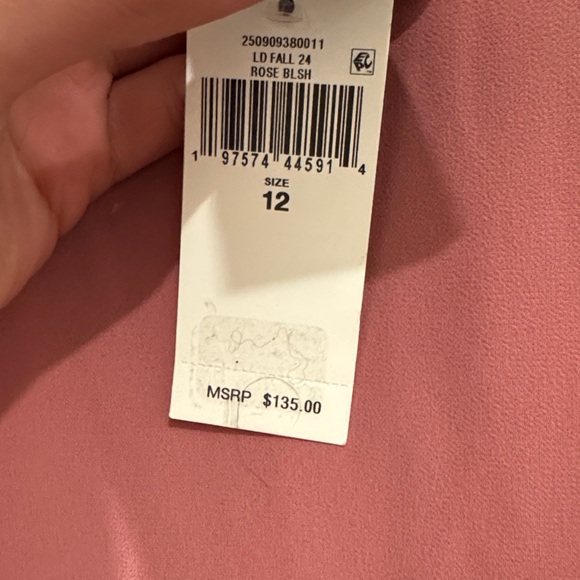 250909380011
LD FALL 24
ROSE BLSH
1 97574 44591 4
SIZE
12
MSRP $135.00